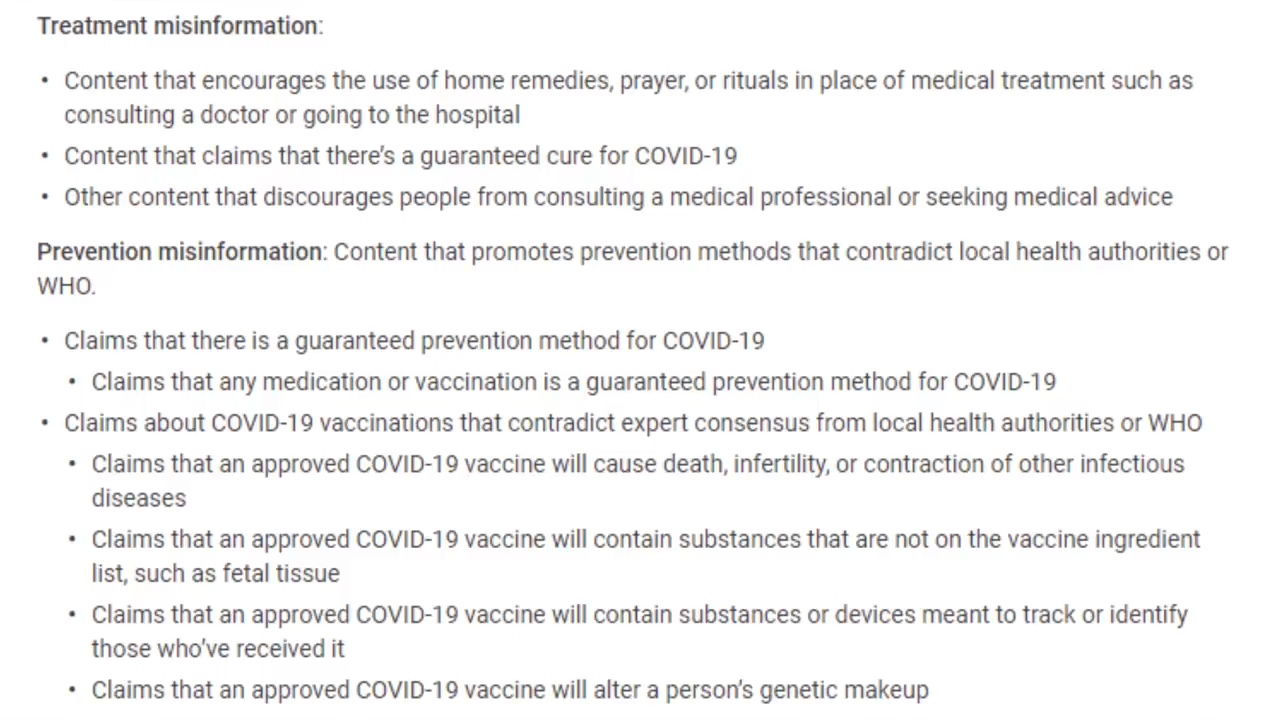 Treatment misinformation:
• Content that encourages the use of home remedies, prayer, or rituals in place of medical treatment such as
consulting a doctor or going to the hospital
• Content that claims that there's a guaranteed cure for COVID-19
• Other content that discourages people from consulting a medical professional or seeking medical advice
Prevention misinformation: Content that promotes prevention methods that contradict local health authorities or
WHO.
• Claims that there is a guaranteed prevention method for COVID-19
• Claims that any medication or vaccination is a guaranteed prevention method for COVID-19
• Claims about COVID-19 vaccinations that contradict expert consensus from local health authorities or WHO
• Claims that an approved COVID-19 vaccine will cause death, infertility, or contraction of other infectious
diseases
• Claims that an approved COVID-19 vaccine will contain substances that are not on the vaccine ingredient
list, such as fetal tissue
• Claims that an approved COVID-19 vaccine will contain substances or devices meant to track or identify
those who've received it
• Claims that an approved COVID-19 vaccine will alter a person's genetic makeup